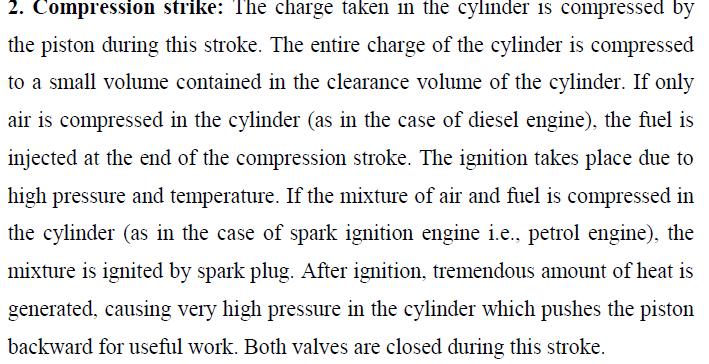 2. Compression strike: The charge taken in the cylinder is compressed by
the piston during this stroke. The entire charge of the cylinder is compressed
to a small volume contained in the clearance volume of the cylinder. If only
air is compressed in the cylinder (as in the case of diesel engine), the fuel is
injected at the end of the compression stroke. The ignition takes place due to
high pressure and temperature. If the mixture of air and fuel is compressed in
the cylinder (as in the case of spark ignition engine i.e., petrol engine), the
mixture is ignited by spark plug. After ignition, tremendous amount of heat is
generated, causing very high pressure in the cylinder which pushes the piston
backward for useful work. Both valves are closed during this stroke.